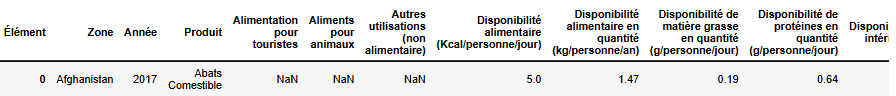 Élément Zone Année Produit Alimentation pour touristes Aliments pour animaux Autres utilisations (non alimentaire) Disponibilité alimentaire (Kcal/personne/jour) Disponibilité alimentaire en quantité (kg/personne/an) Disponibilité de matière grasse en quantité (g/personne/jour) Disponibilité de protéines en quantité (g/personne/jour)
0 Afghanistan 2017 Abats Comestible NaN NaN NaN 5.0 1.47 0.19 0.64